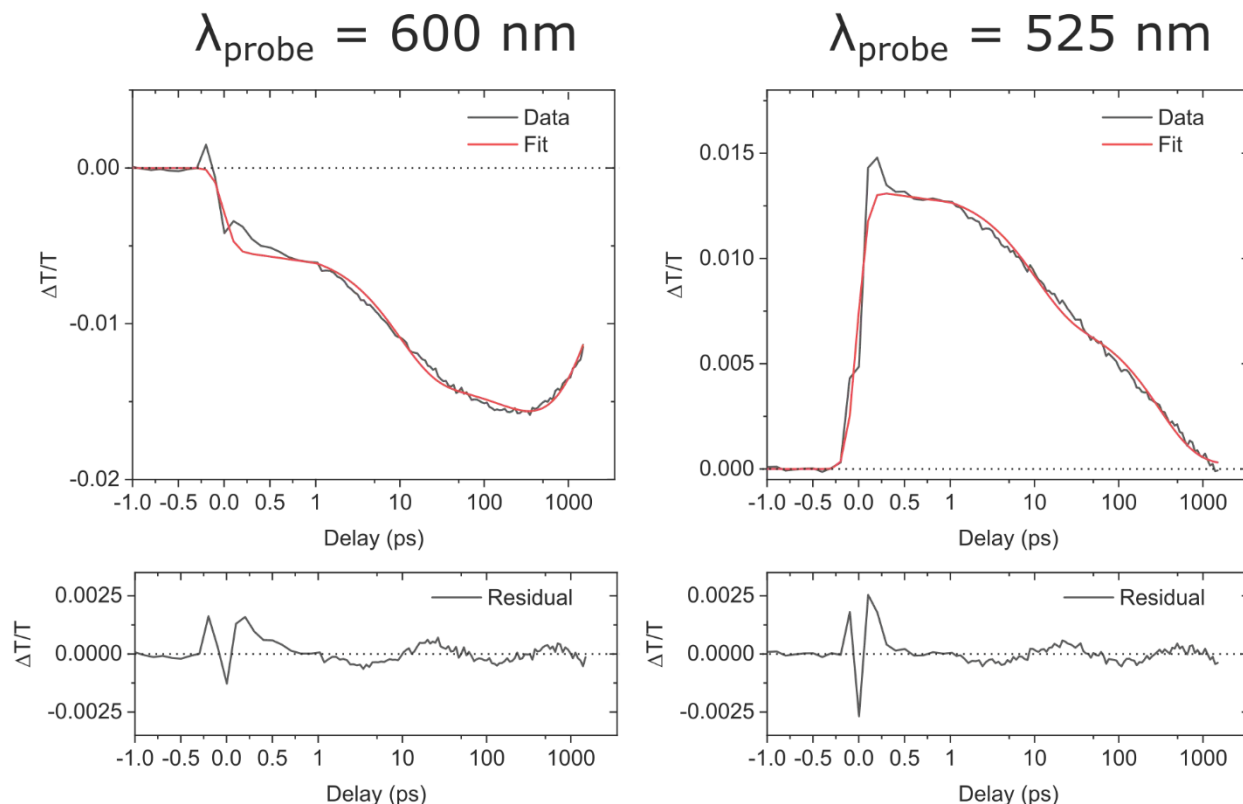 λprobe = 600 nm
Data
Fit
0.00
-0.01
-0.02
ΔT/T
-1.0 -0.5 0.0 0.5 1 10 100 1000
Delay (ps)
Residual
0.0025
0.0000
-0.0025
ΔT/T
-1.0 -0.5 0.0 0.5 1 10 100 1000
Delay (ps)
λprobe = 525 nm
Data
Fit
0.015
0.010
0.005
0.000
ΔT/T
-1.0 -0.5 0.0 0.5 1 10 100 1000
Delay (ps)
Residual
0.0025
0.0000
-0.0025
ΔT/T
-1.0 -0.5 0.0 0.5 1 10 100 1000
Delay (ps)